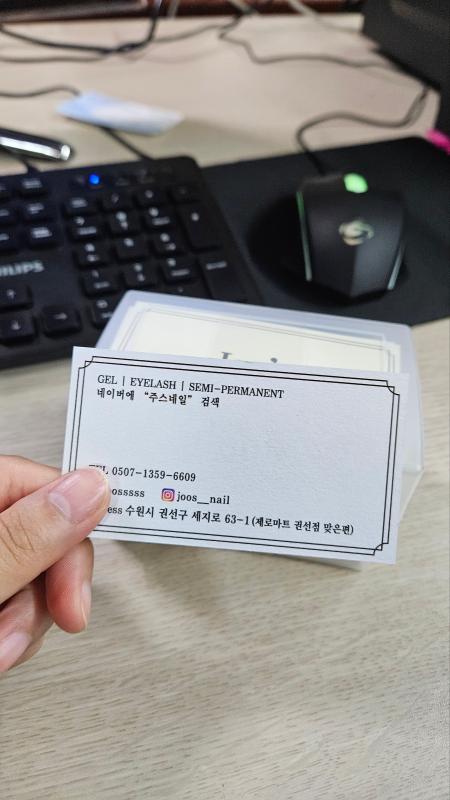 PHILIPS
GEL | EYELASH | SEMI-PERMANENT
네이버에 “주스네일” 검색
TEL 0507-1359-6609
joos__nail
수원시 권선구 세지로 63-1 (제로마트 권선점 맞은편)